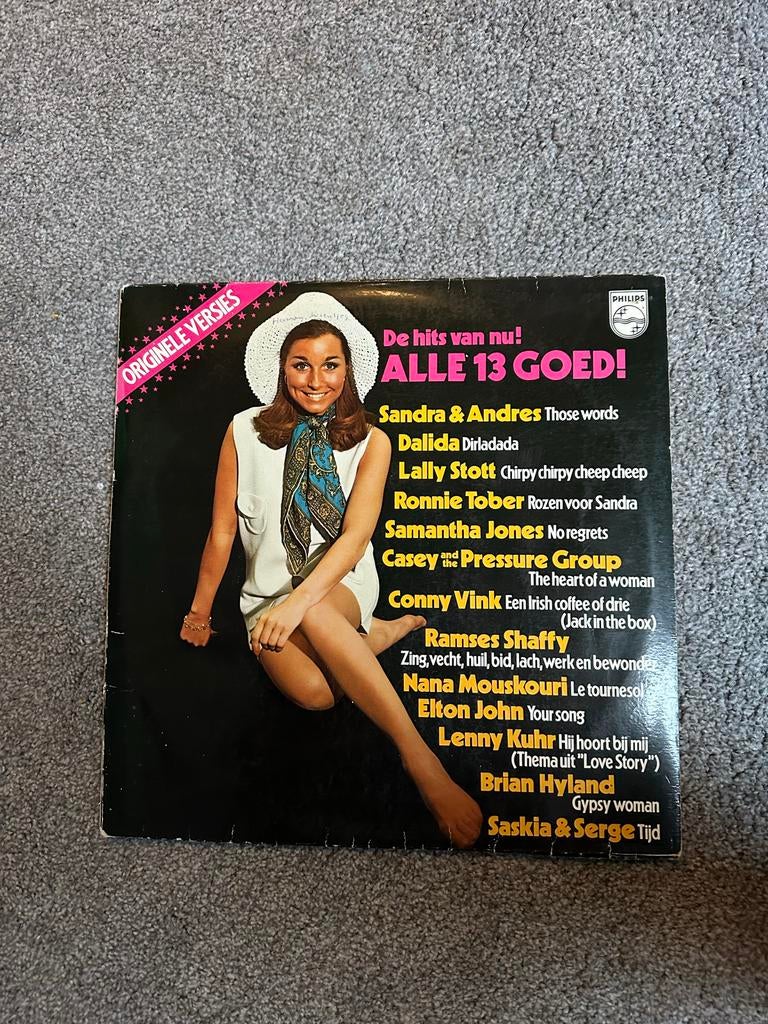 ORIGINELE VERSIES
PHILIPS
De hits van nu!
ALLE 13 GOED!
Sandra & Andres Those words
Dalida Dirladada
Lally Stott Chirpy chirpy cheep cheep
Ronnie Tober Rozen voor Sandra
Samantha Jones No regrets
Casey and the Pressure Group
The heart of a woman
Conny Vink Een Irish coffee of drie
(Jack in the box)
Ramses Shaffy
Zing, vecht, huil, bid, lach, werk en bewonder
Nana Mouskouri Le tournesol
Elton John Your song
Lenny Kuhr Hij hoort bij mij
(Thema uit "Love Story")
Brian Hyland
Gypsy woman
Saskia & Serge Tijd